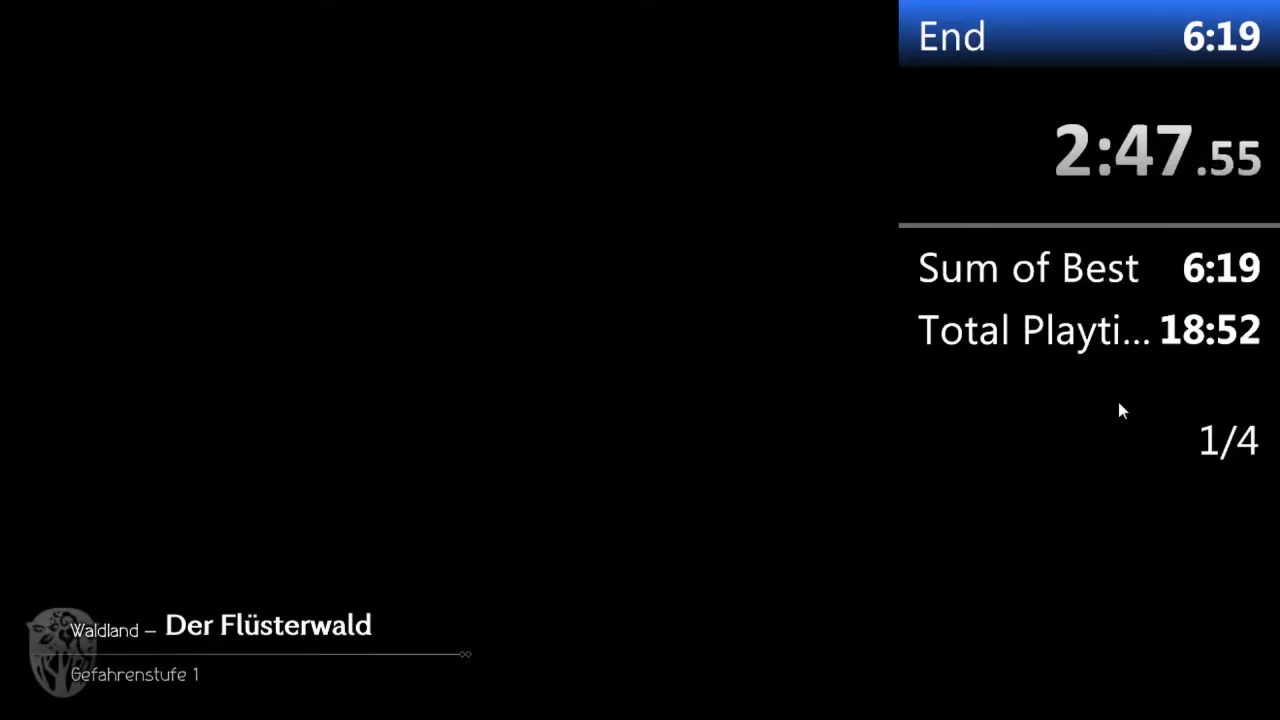 End 6:19
2:47.55
Sum of Best 6:19
Total Playti... 18:52
1/4
Waldland – Der Flüsterwald
Gefahrenstufe 1